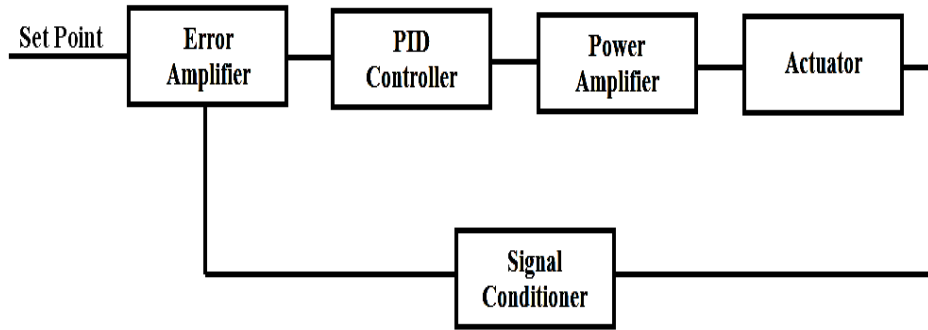 Set Point
Error
Amplifier
PID
Controller
Power
Amplifier
Actuator
Signal
Conditioner